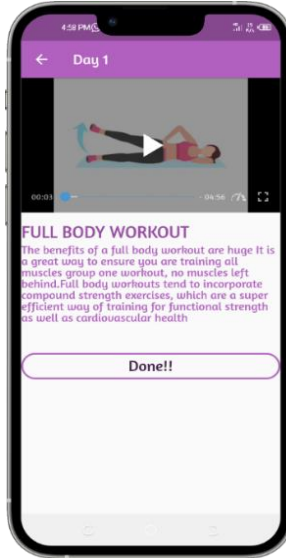 4:58 PM
Day 1
00:03
- 04:56
FULL BODY WORKOUT
The benefits of a full body workout are huge It is
a great way to ensure you are training all
muscles group one workout, no muscles left
behind.Full body workouts tend to incorporate
compound strength exercises, which are a super
efficient way of training for functional strength
as well as cardiovascular health
Done!!